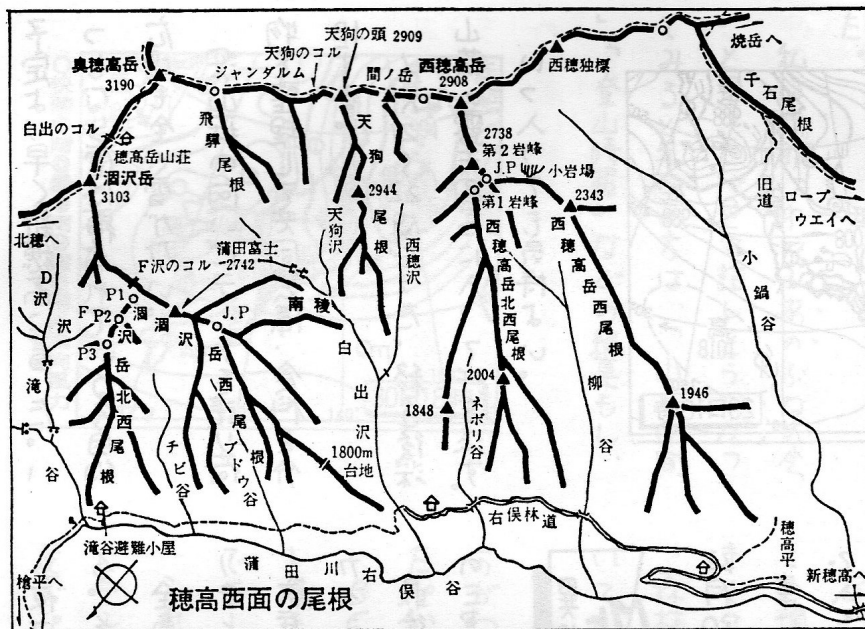 天狗の頭 2909
天狗のコル
間ノ岳
西穂高岳
2908
西穂独標
焼岳へ
奥穂高岳
3190
ジャンダルム
千石尾根
飛騨尾根
白出のコル
穂高岳山荘
天狗尾根
2738
第2岩峰
J.P
小岩場
第1岩峰
2343
旧道
ロープ
ウエイへ
涸沢岳
3103
2944
北穂へ
天狗沢
西穂沢
西穂高岳北西尾根
西穂高岳西尾根
小鍋谷
蒲田富士
F沢のコル
2742
D沢
P1
F沢
P2
P3
涸沢岳北西尾根
涸沢岳西尾根
J.P
南稜
白出沢
滝谷
2004
1848
1946
ネボリ谷
柳谷
チビ谷
ブドウ谷
1800m
台地
右俣林道
穂高平
滝谷避難小屋
槍平へ
蒲田川右俣谷
新穂高へ
穂高西面の尾根